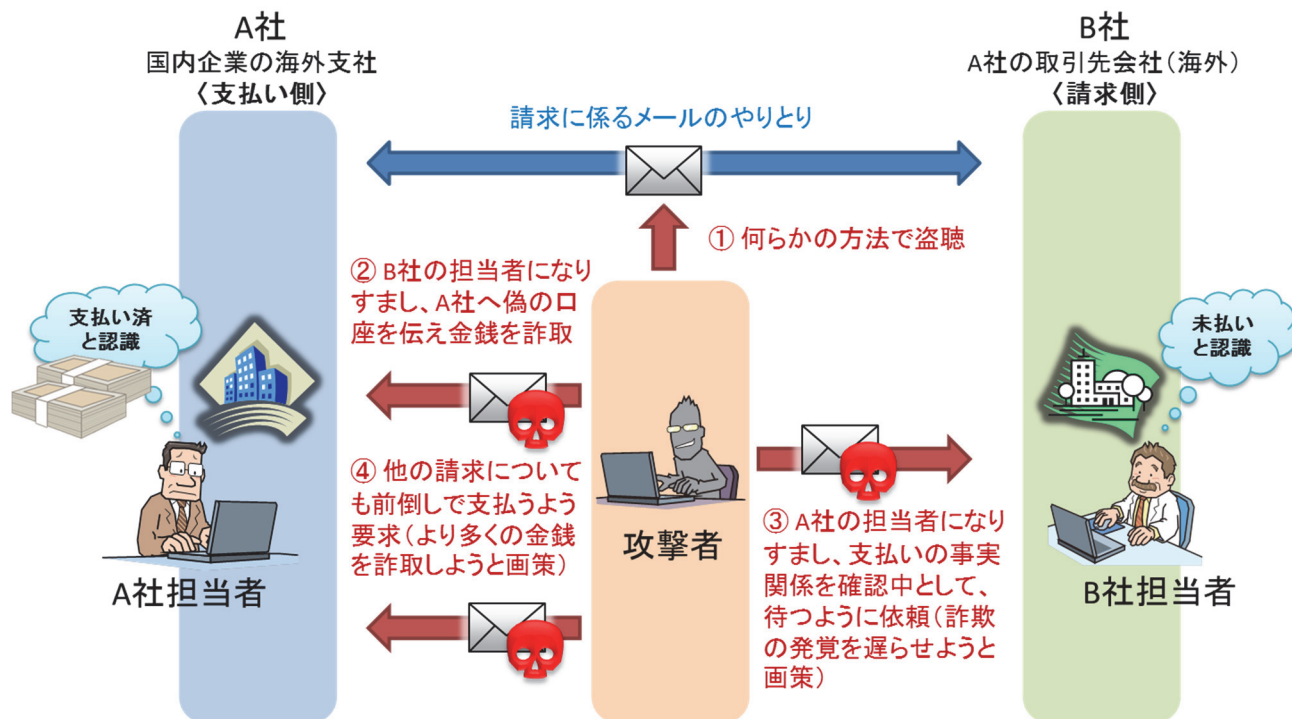 A社
国内企業の海外支社
〈支払い側〉
B社
A社の取引先会社(海外)
〈請求側〉
請求に係るメールのやりとり
① 何らかの方法で盗聴
② B社の担当者になり
すまし、A社へ偽の口
座を伝え金銭を詐取
支払い済
と認識
未払い
と認識
④ 他の請求について
も前倒しで支払うよう
要求(より多くの金銭
を詐取しようと画策)
攻撃者
③ A社の担当者になり
すまし、支払いの事実
関係を確認中として、
待つように依頼(詐欺
の発覚を遅らせようと
画策)
A社担当者
B社担当者